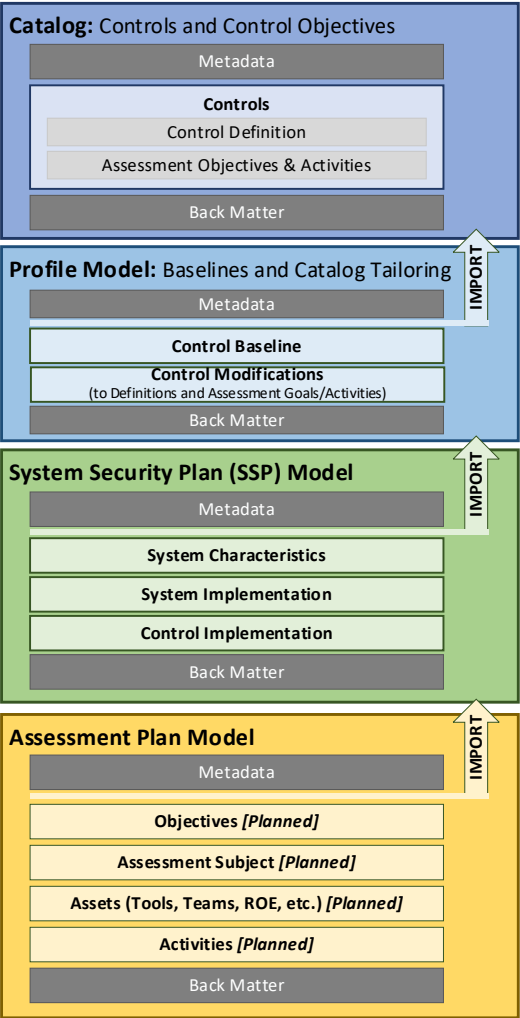 Catalog: Controls and Control Objectives
Metadata
Controls
Control Definition
Assessment Objectives & Activities
Back Matter
IMPORT
Profile Model: Baselines and Catalog Tailoring
Metadata
Control Baseline
Control Modifications
(to Definitions and Assessment Goals/Activities)
Back Matter
IMPORT
System Security Plan (SSP) Model
Metadata
System Characteristics
System Implementation
Control Implementation
Back Matter
IMPORT
Assessment Plan Model
Metadata
Objectives [Planned]
Assessment Subject [Planned]
Assets (Tools, Teams, ROE, etc.) [Planned]
Activities [Planned]
Back Matter